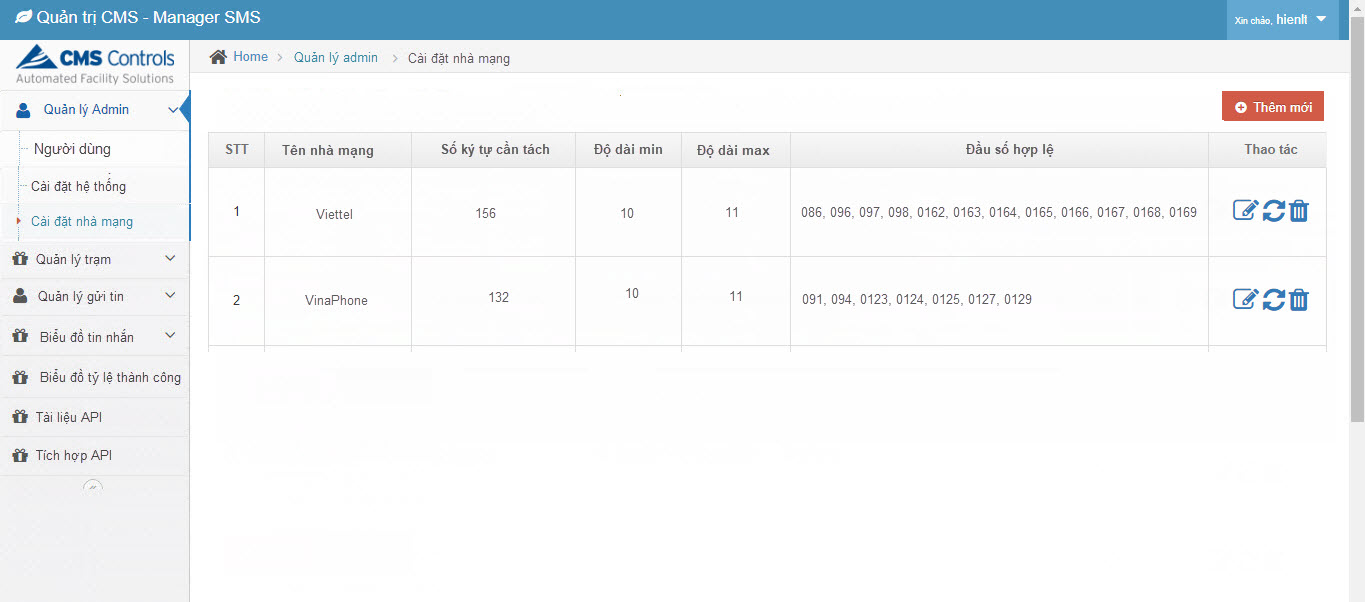 Quản trị CMS - Manager SMS
Xin chào, hienlt
CMS Controls
Automated Facility Solutions
Home > Quản lý admin > Cài đặt nhà mạng
Thêm mới
Quản lý Admin
Người dùng
Cài đặt hệ thống
Cài đặt nhà mạng
Quản lý trạm
Quản lý gửi tin
Biểu đồ tin nhắn
Biểu đồ tỷ lệ thành công
Tài liệu API
Tích hợp API
STT Tên nhà mạng Số ký tự cần tách Độ dài min Độ dài max Đầu số hợp lệ Thao tác
1 Viettel 156 10 11 086, 096, 097, 098, 0162, 0163, 0164, 0165, 0166, 0167, 0168, 0169
2 VinaPhone 132 10 11 091, 094, 0123, 0124, 0125, 0127, 0129